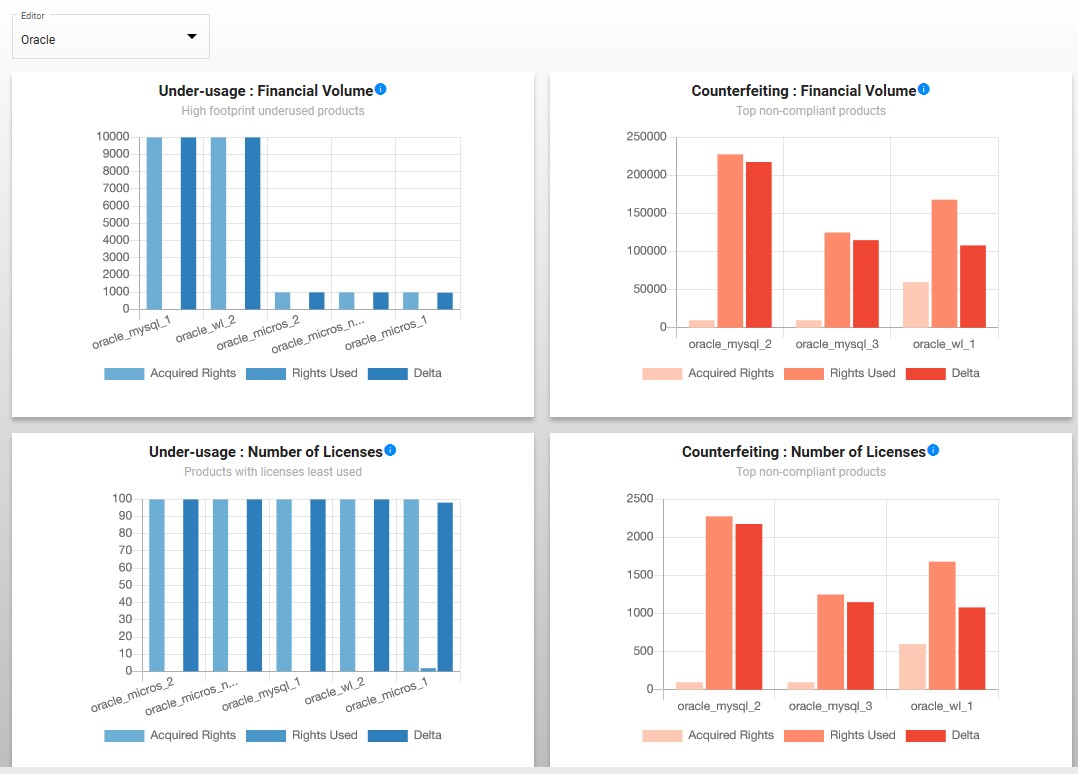 Editor
Oracle
Under-usage : Financial Volume
High footprint underused products
10000
9000
8000
7000
6000
5000
4000
3000
2000
1000
0
oracle_mysql_1
oracle_wl_2
oracle_micros_2
oracle_micros_n...
oracle_micros_1
Acquired Rights Rights Used Delta
Counterfeiting : Financial Volume
Top non-compliant products
250000
200000
150000
100000
50000
0
oracle_mysql_2 oracle_mysql_3 oracle_wl_1
Acquired Rights Rights Used Delta
Under-usage : Number of Licenses
Products with licenses least used
100
90
80
70
60
50
40
30
20
10
0
oracle_micros_2
oracle_micros_n...
oracle_mysql_1
oracle_wl_2
oracle_micros_1
Acquired Rights Rights Used Delta
Counterfeiting : Number of Licenses
Top non-compliant products
2500
2000
1500
1000
500
0
oracle_mysql_2 oracle_mysql_3 oracle_wl_1
Acquired Rights Rights Used Delta